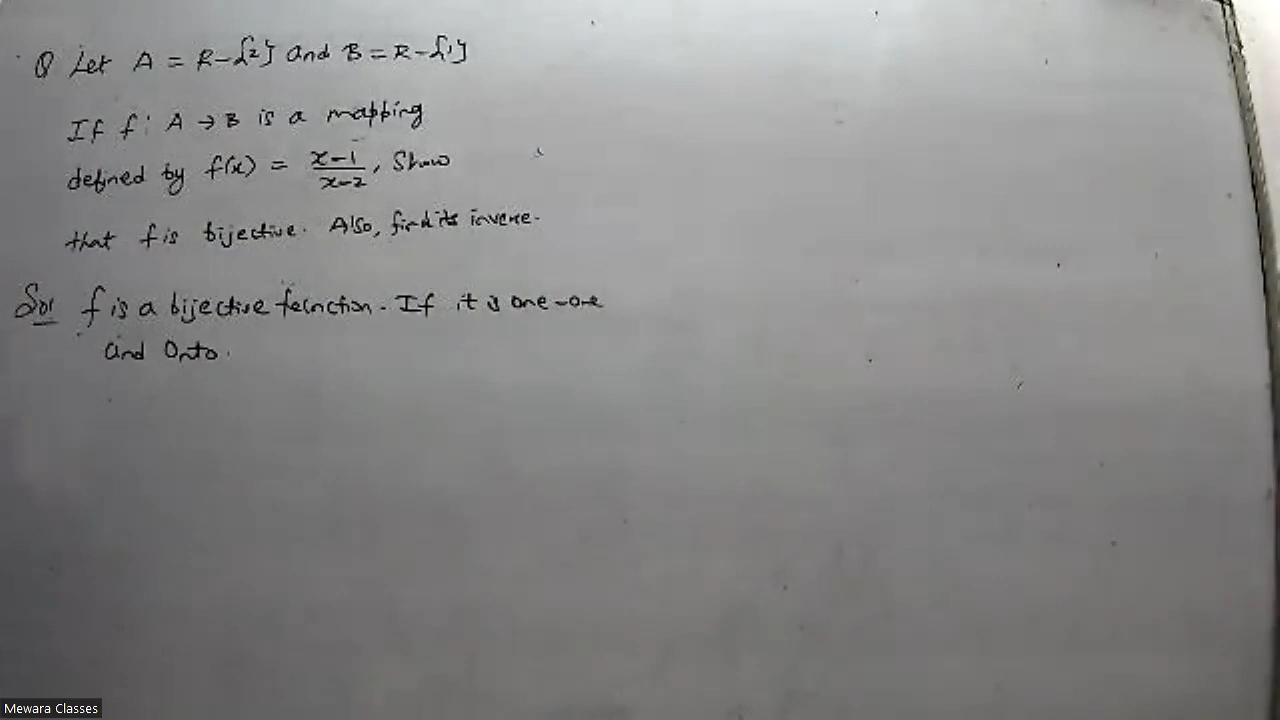 Q Let A = R-{2} and B = R-{1}
If f: A → B is a mapping
defined by f(x) = x-1/x-2, Show
that f is bijective. Also, find its inverse.
Sol f is a bijective function. If it is one-one
and Onto.
Mewara Classes